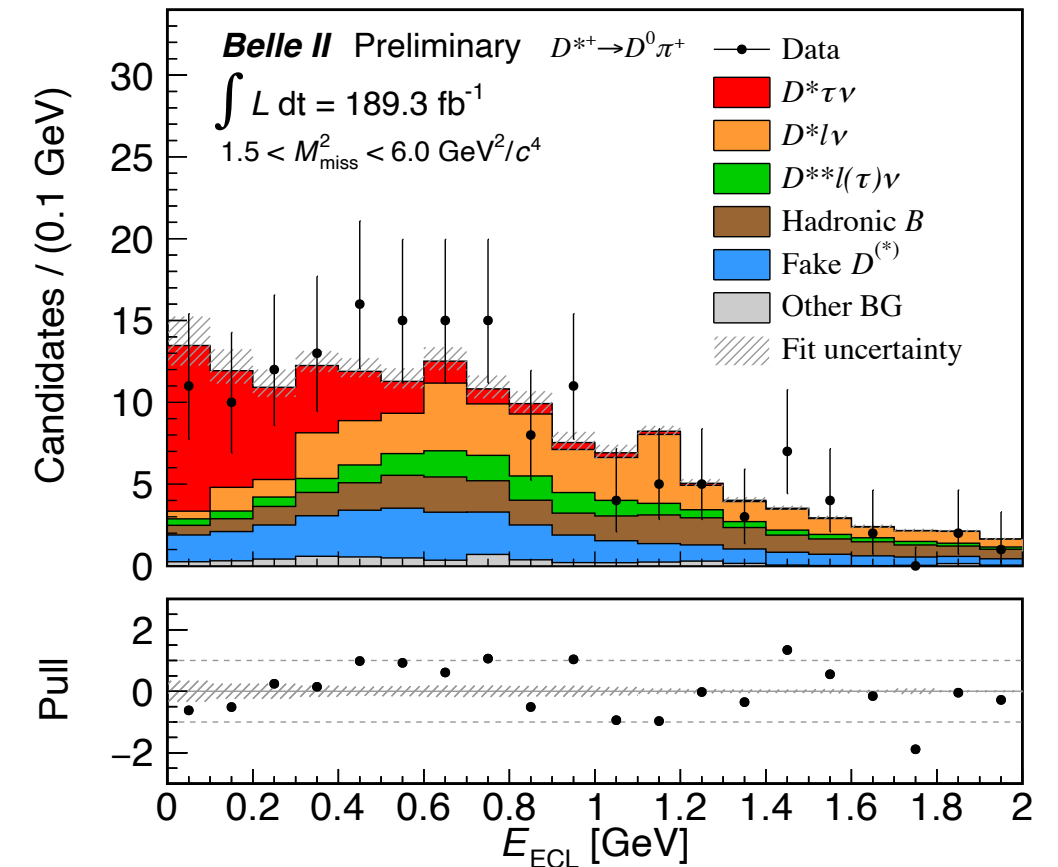 Belle II Preliminary D*+→D⁰π⁺
∫ L dt = 189.3 fb⁻¹
1.5 < M²miss < 6.0 GeV²/c⁴
Data
D*τν
D*lν
D**l(τ)ν
Hadronic B
Fake D(*)
Other BG
Fit uncertainty
Candidates / (0.1 GeV)
30
25
20
15
10
5
0
Pull
2
0
−2
0 0.2 0.4 0.6 0.8 1 1.2 1.4 1.6 1.8 2
E_ECL [GeV]